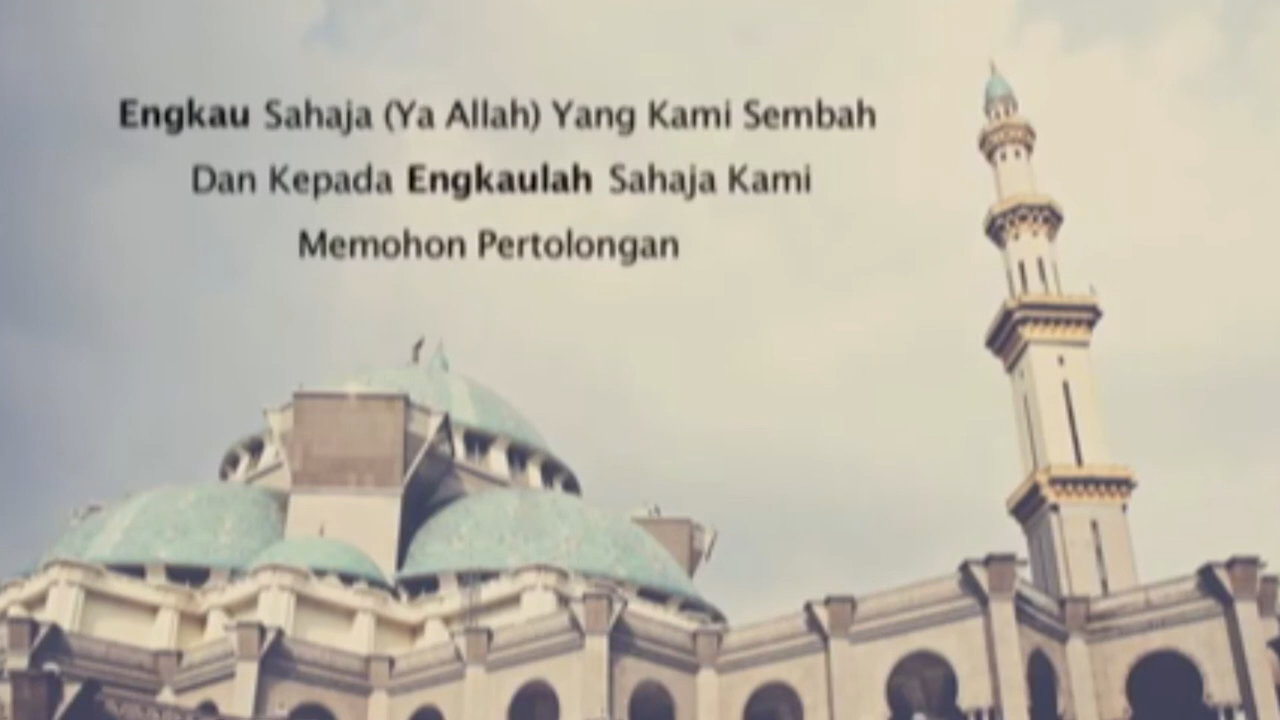 Engkau Sahaja (Ya Allah) Yang Kami Sembah
Dan Kepada Engkaulah Sahaja Kami
Memohon Pertolongan